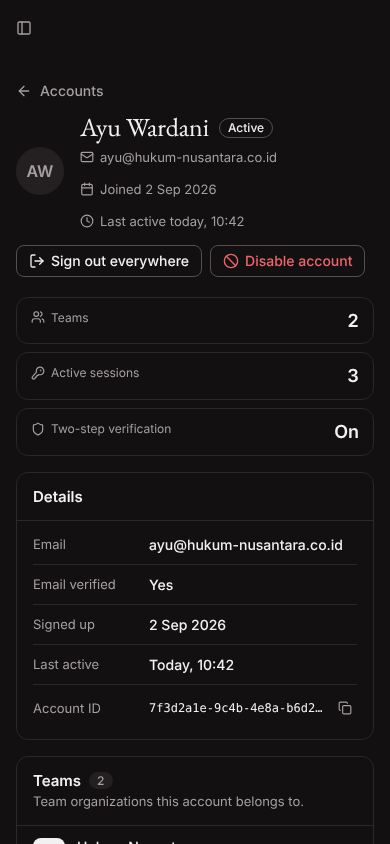 Accounts
Ayu Wardani Active
AW
ayu@hukum-nusantara.co.id
Joined 2 Sep 2026
Last active today, 10:42
Sign out everywhere Disable account
Teams 2
Active sessions 3
Two-step verification On
Details
Email ayu@hukum-nusantara.co.id
Email verified Yes
Signed up 2 Sep 2026
Last active Today, 10:42
Account ID 7f3d2a1e-9c4b-4e8a-b6d2…
Teams 2
Team organizations this account belongs to.